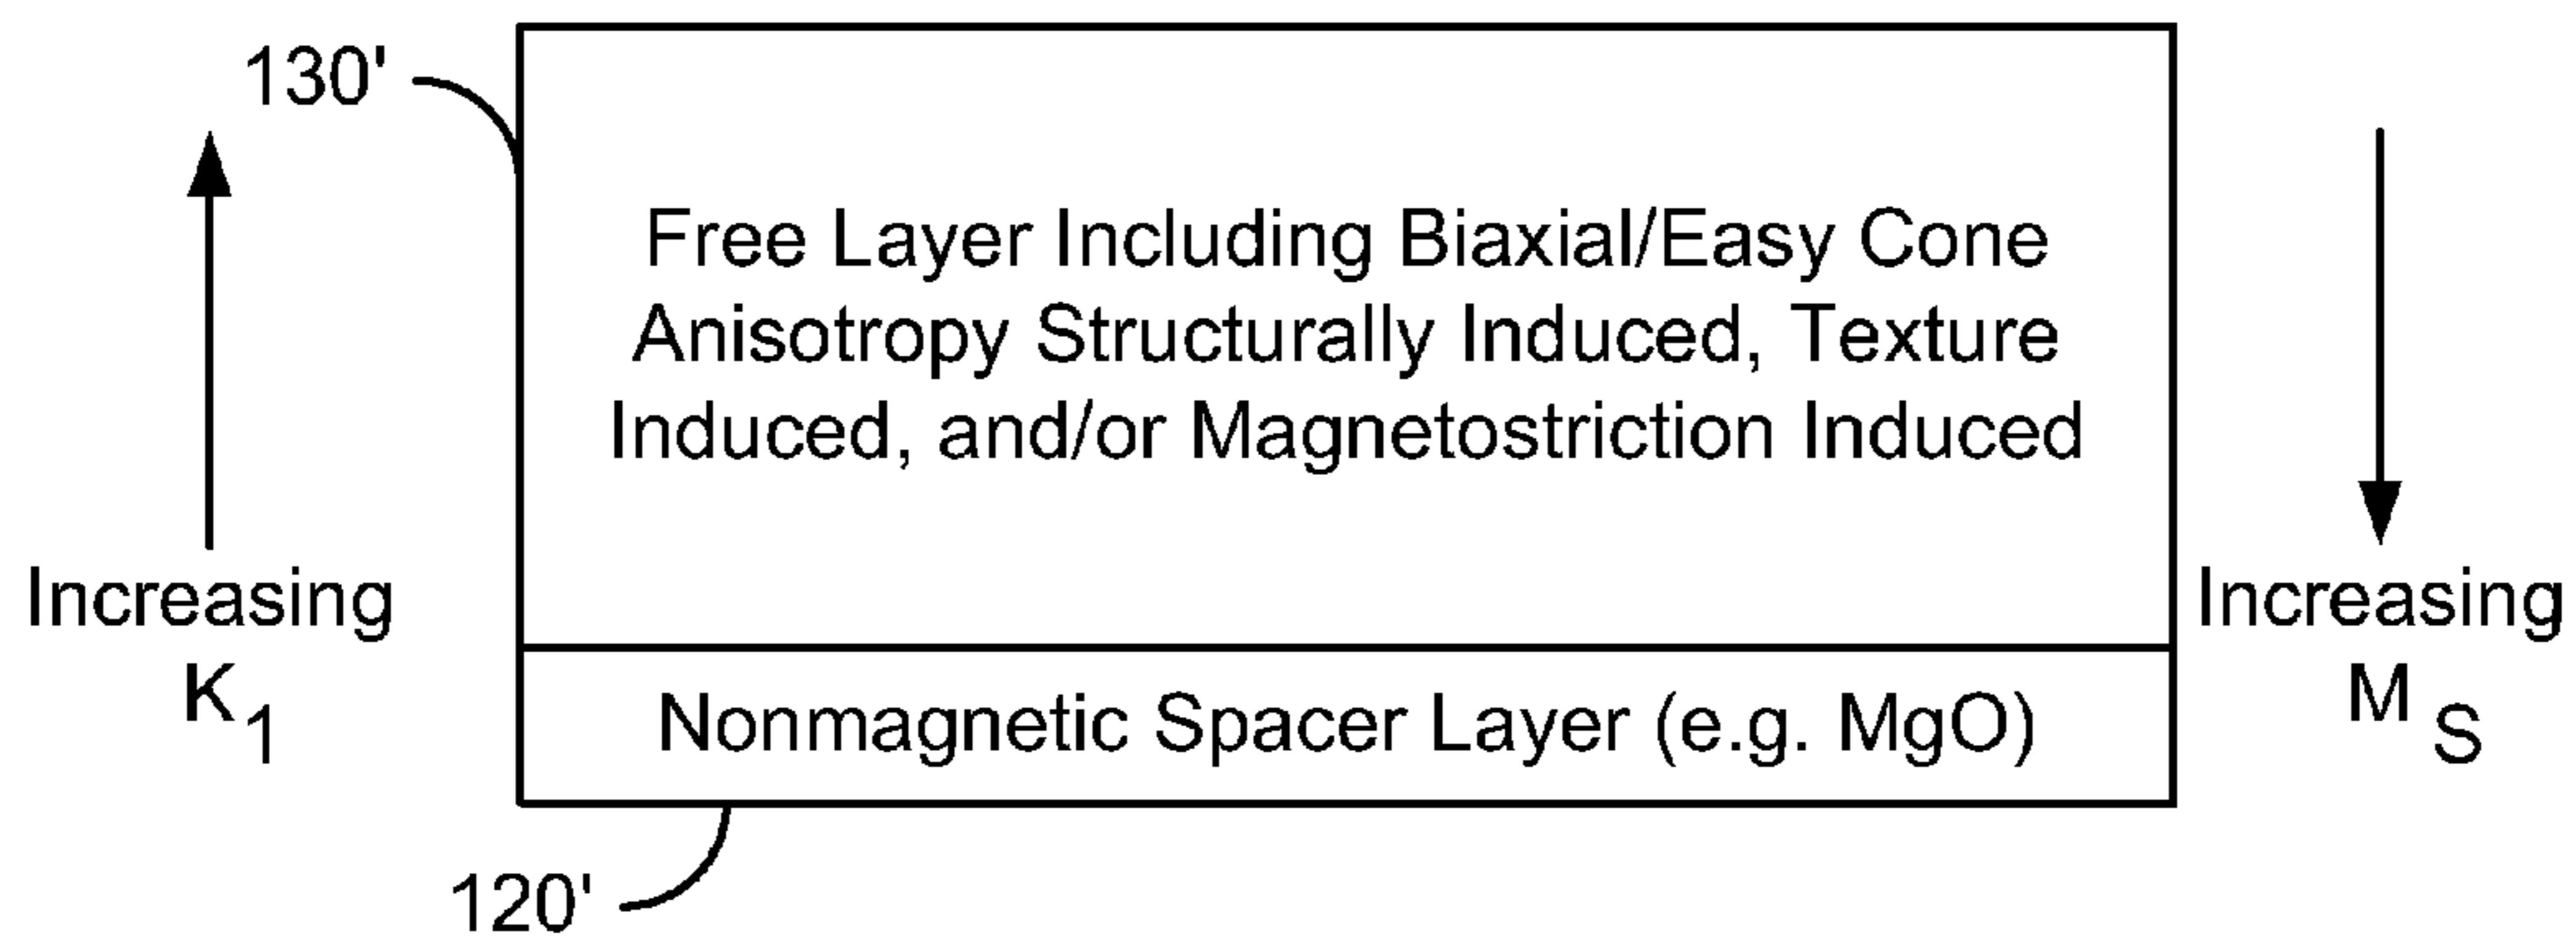 130'
Free Layer Including Biaxial/Easy Cone
Anisotropy Structurally Induced, Texture
Induced, and/or Magnetostriction Induced
Increasing
K1
Increasing
MS
Nonmagnetic Spacer Layer (e.g. MgO)
120'